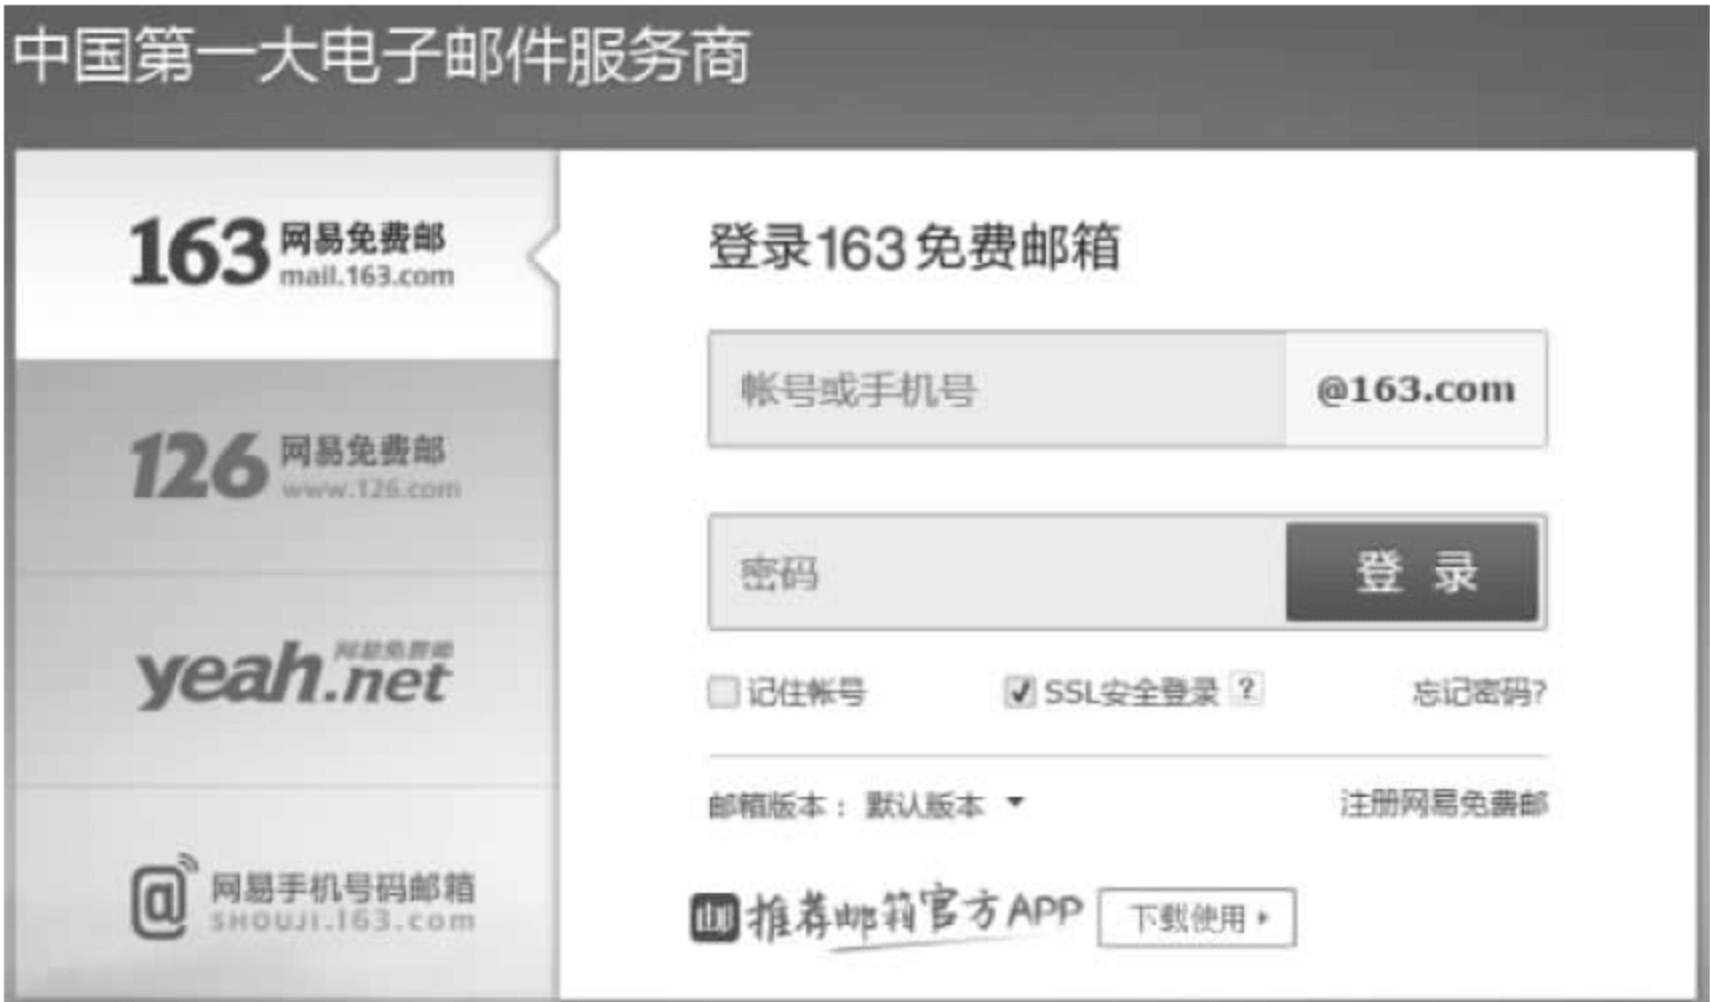 中国第一大电子邮件服务商
163 网易免费邮
mail.163.com
126 网易免费邮
www.126.com
yeah.net 网易免费邮
@ 网易手机号码邮箱
SHOUJI.163.com
登录163免费邮箱
帐号或手机号 @163.com
密码 登 录
记住帐号 SSL安全登录 ? 忘记密码?
邮箱版本： 默认版本 注册网易免费邮
推荐邮箱官方APP 下载使用